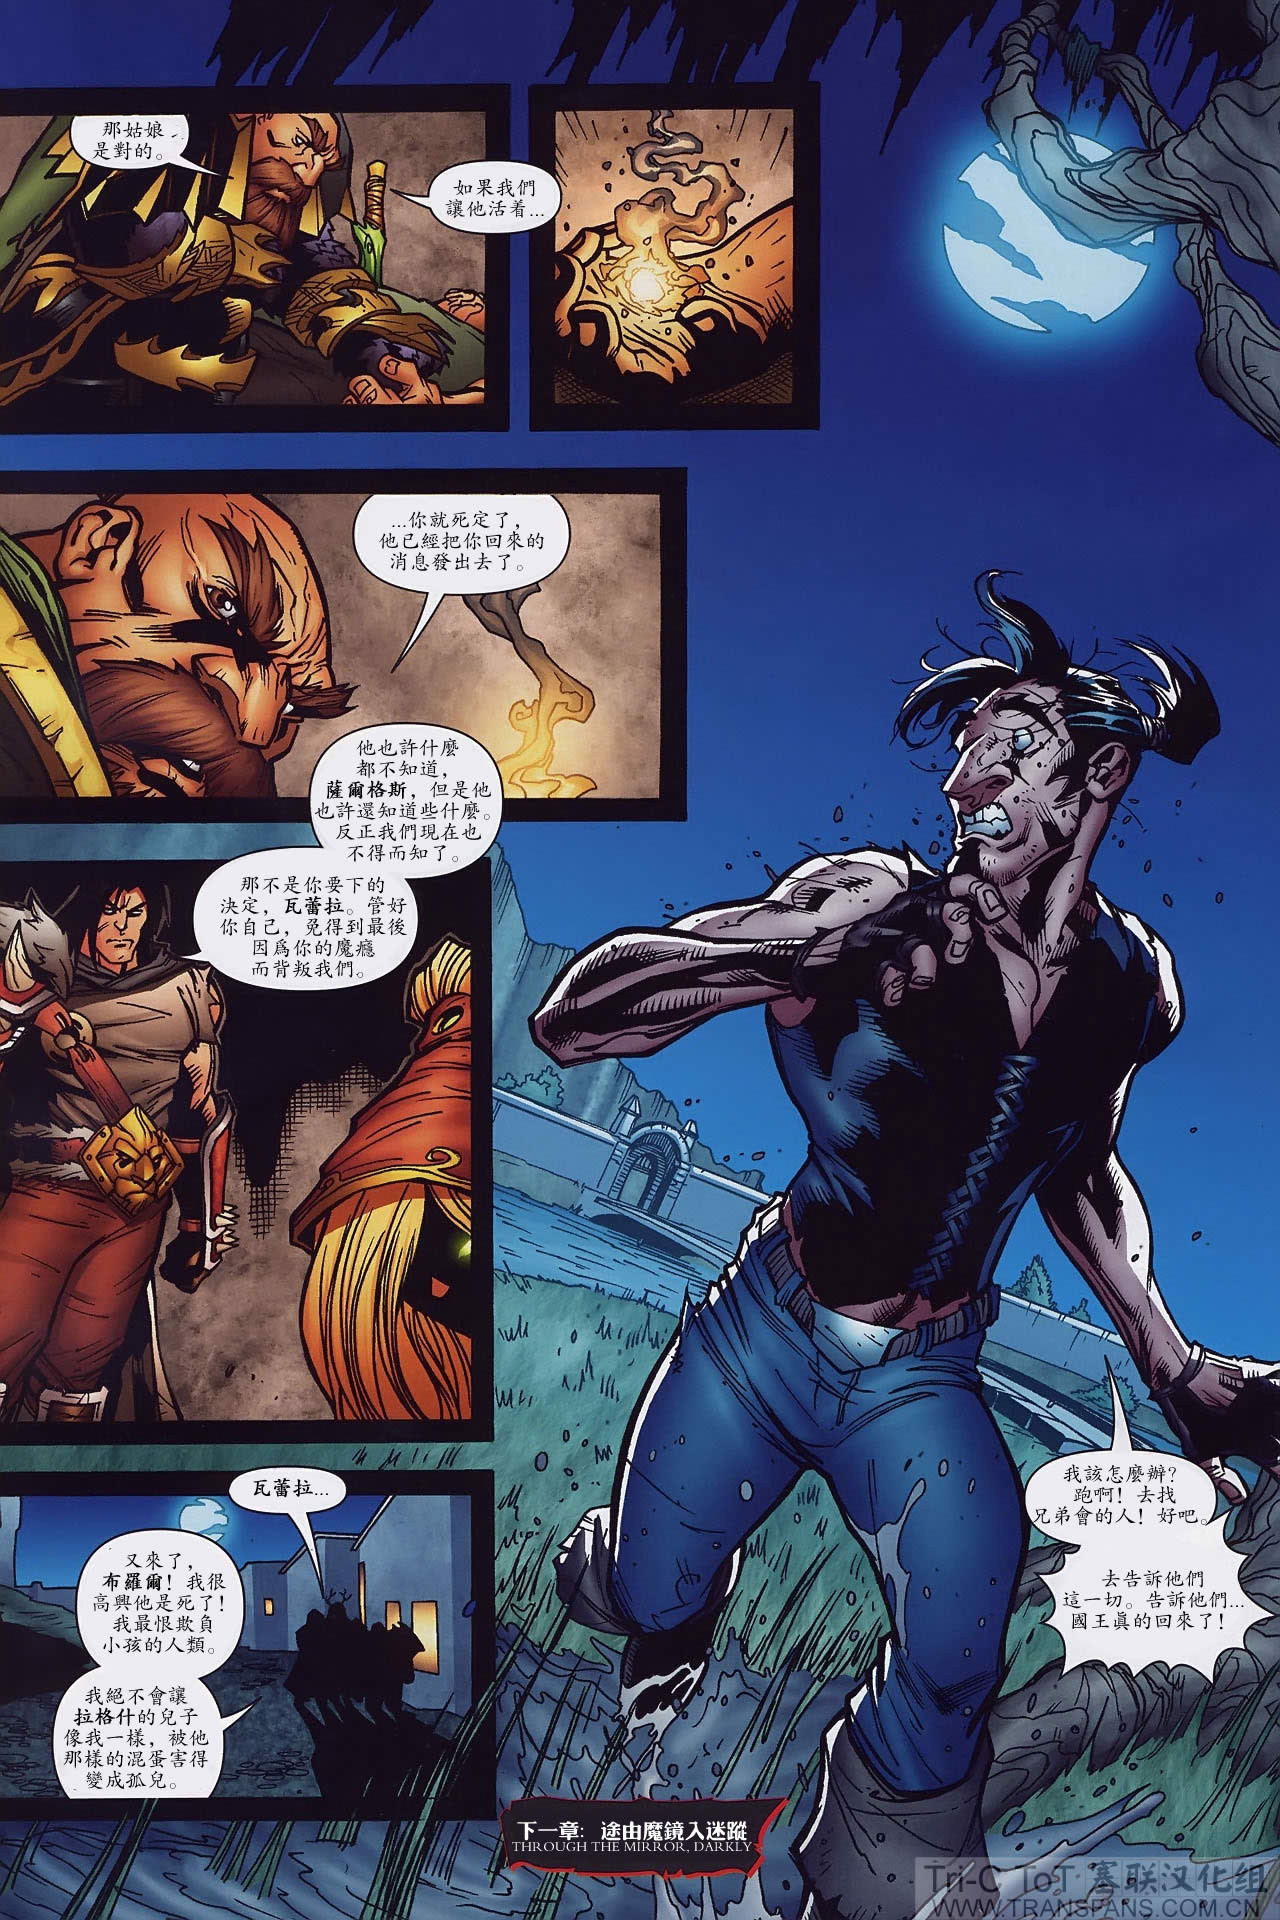 那姑娘
是對的。
如果我們
讓他活着...
...你就死定了，
他已經把你回來的
消息發出去了。
他也許什麼
都不知道，
薩爾格斯，但是他
也許還知道些什麼。
反正我們現在也
不得而知了。
那不是你要下的
決定，瓦蕾拉。管好
你自己，免得到最後
因爲你的魔癮
而背叛我們。
瓦蕾拉...
又來了，
布羅爾！我很
高興他是死了！
我最恨欺負
小孩的人類。
我絕不會讓
拉格什的兒子
像我一樣，被他
那樣的混蛋害得
變成孤兒。
我該怎麼辦？
跑啊！去找
兄弟會的人！好吧。
去告訴他們
這一切。告訴他們...
國王眞的回來了！
下一章： 途由魔鏡入迷蹤
THROUGH THE MIRROR, DARKLY
Tri-C ToT·塞联汉化组
WWW.TRANSFANS.COM.CN